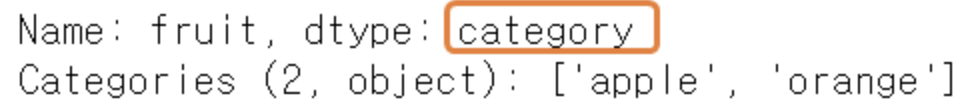 Name: fruit, dtype: category
Categories (2, object): ['apple', 'orange']